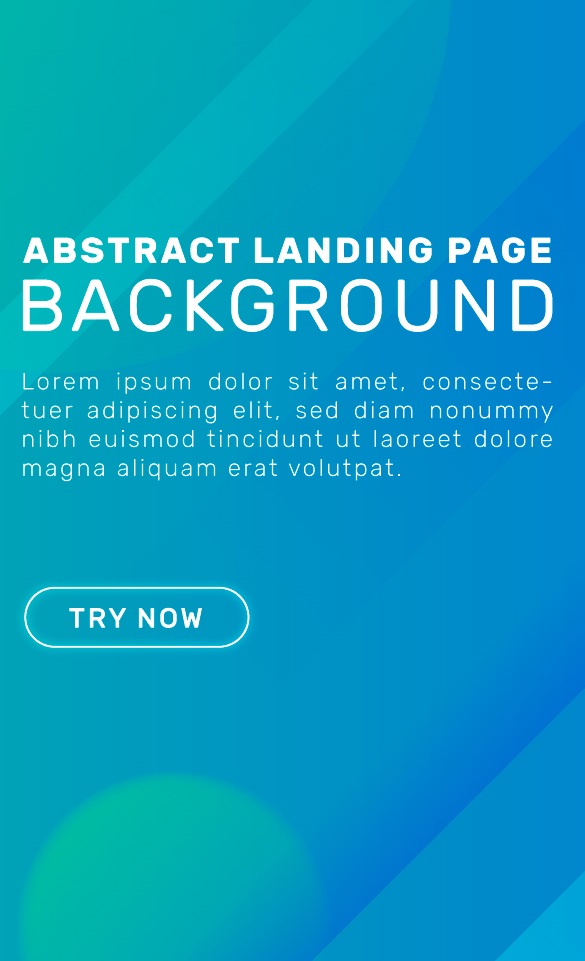 ABSTRACT LANDING PAGE
BACKGROUND
Lorem ipsum dolor sit amet, consecte-
tuer adipiscing elit, sed diam nonummy
nibh euismod tincidunt ut laoreet dolore
magna aliquam erat volutpat.
TRY NOW